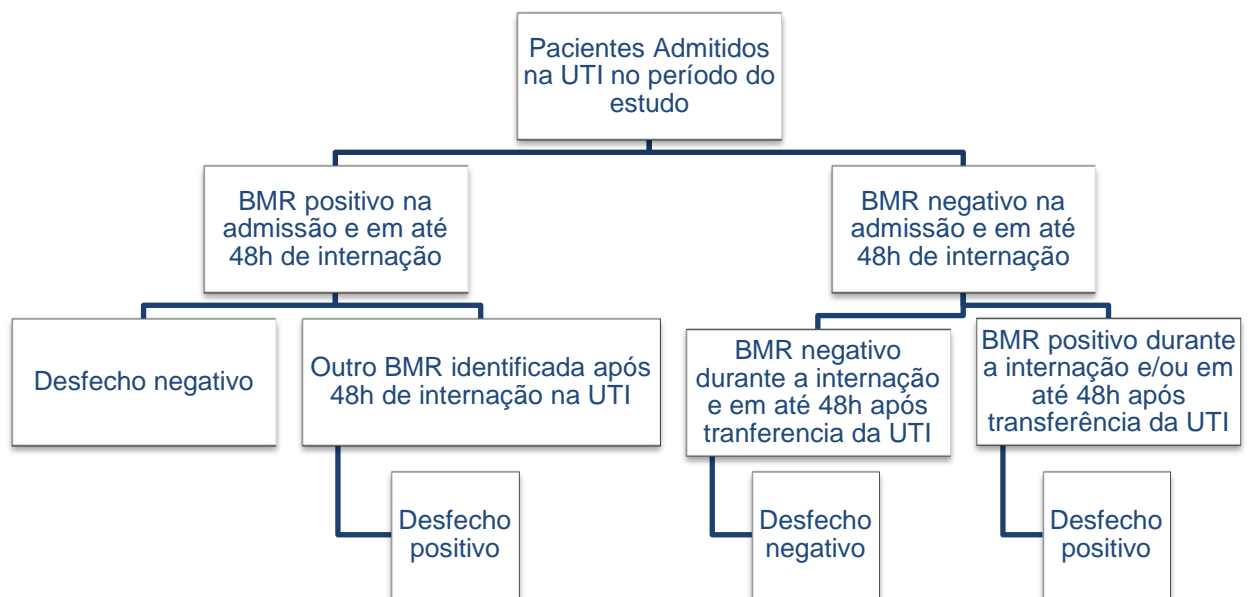 Pacientes Admitidos
na UTI no período do
estudo
BMR positivo na
admissão e em até
48h de internação
BMR negativo na
admissão e em até
48h de internação
Desfecho negativo
Outro BMR identificada após
48h de internação na UTI
BMR negativo
durante a internação
e em até 48h após
tranferencia da UTI
BMR positivo durante
a internação e/ou em
até 48h após
transferência da UTI
Desfecho
positivo
Desfecho
negativo
Desfecho
positivo